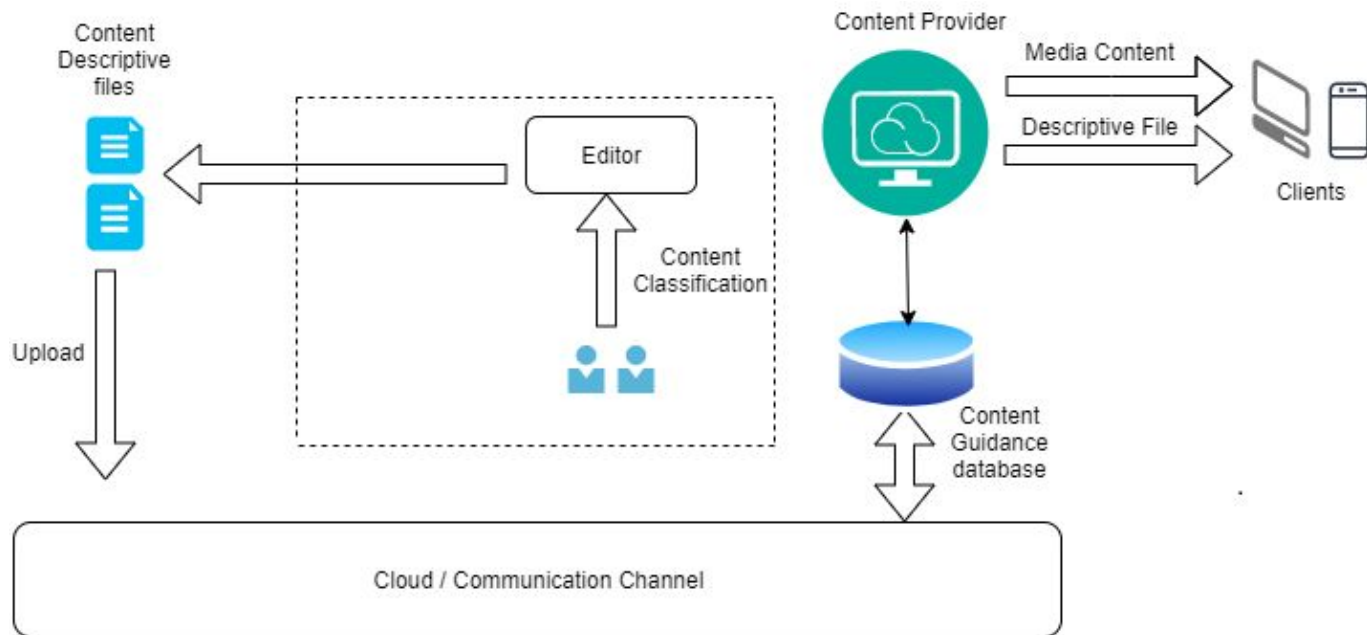 Content
Descriptive
files
Editor
Content
Classification
Upload
Content Provider
Media Content
Descriptive File
Clients
Content
Guidance
database
.
Cloud / Communication Channel